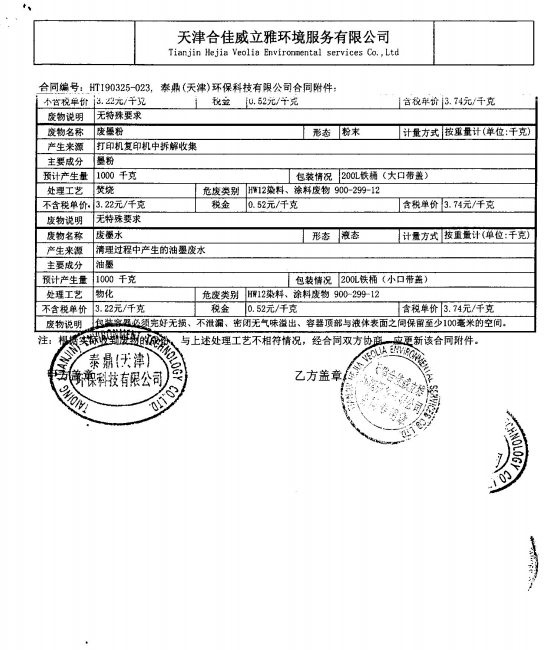 天津合佳威立雅环境服务有限公司
Tianjin Hejia Veolia Environmental services Co.,Ltd
合同编号: HT190325-023, 泰鼎(天津)环保科技有限公司合同附件:
不含税单价 3.22元/千克 税金 0.52元/千克 含税单价 3.74元/千克
废物说明 无特殊要求
废物名称 废墨粉 形态 粉末 计量方式 按重量计(单位:千克)
产生来源 打印机复印机中拆解收集
主要成分 墨粉
预计产生量 1000 千克 包装情况 200L铁桶（大口带盖）
处理工艺 焚烧 危废类别 HW12染料、涂料废物 900-299-12
不含税单价 3.22元/千克 税金 0.52元/千克 含税单价 3.74元/千克
废物说明 无特殊要求
废物名称 废墨水 形态 液态 计量方式 按重量计(单位:千克)
产生来源 清理过程中产生的油墨废水
主要成分 油墨
预计产生量 1000 千克 包装情况 200L铁桶（小口带盖）
处理工艺 物化 危废类别 HW12染料、涂料废物 900-299-12
不含税单价 3.22元/千克 税金 0.52元/千克 含税单价 3.74元/千克
废物说明 包装容器必须完好无损、不泄漏、密闭无气味溢出、容器顶部与液体表面之间保留至少100毫米的空间。
注: 根据实际收到废物的 与上述处理工艺不相符情况, 经合同双方协商, 应更新该合同附件。
甲方盖章
泰鼎(天津)
环保科技有限公司
TAIDING (TIANJIN) ENVIRONMENT TECHNOLOGY CO.,LTD.
乙方盖章
TIANJIN HEJIA VEOLIA ENVIRONMENTAL SERVICES CO.,LTD
CHNOLOGY CO